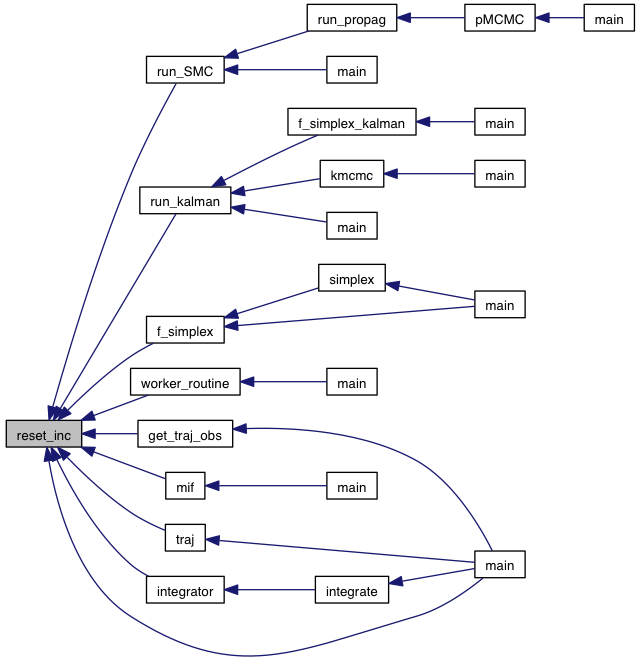 run_propag
pMCMC
main
run_SMC
main
f_simplex_kalman
main
kmcmc
main
run_kalman
main
simplex
main
f_simplex
worker_routine
main
reset_inc
get_traj_obs
mif
main
traj
main
integrator
integrate